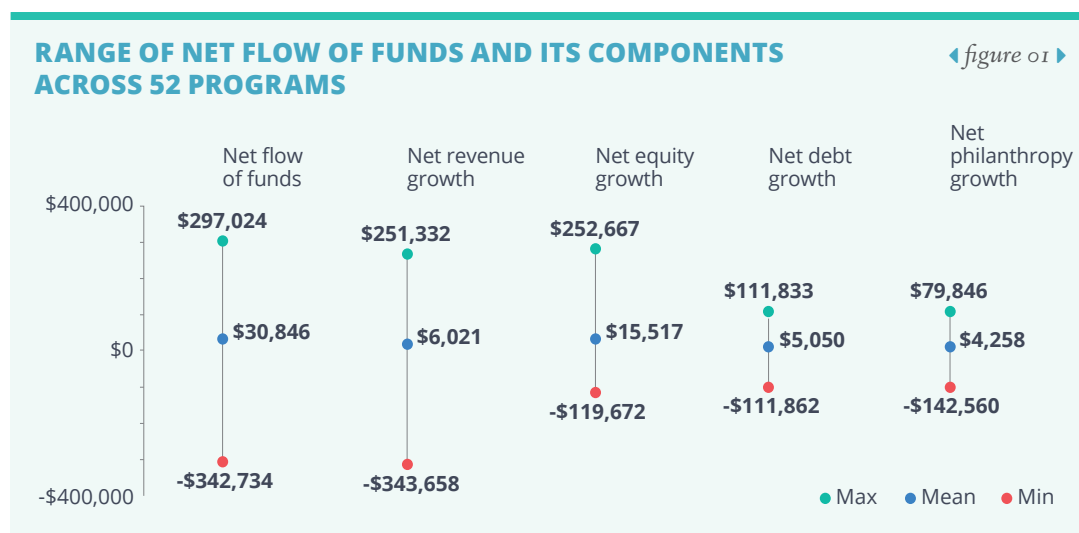 RANGE OF NET FLOW OF FUNDS AND ITS COMPONENTS
ACROSS 52 PROGRAMS
figure 01
Net flow
of funds
Net revenue
growth
Net equity
growth
Net debt
growth
Net
philanthropy
growth
$400,000
$0
-$400,000
$297,024
$30,846
-$342,734
$251,332
$6,021
-$343,658
$252,667
$15,517
-$119,672
$111,833
$5,050
-$111,862
$79,846
$4,258
-$142,560
Max
Mean
Min